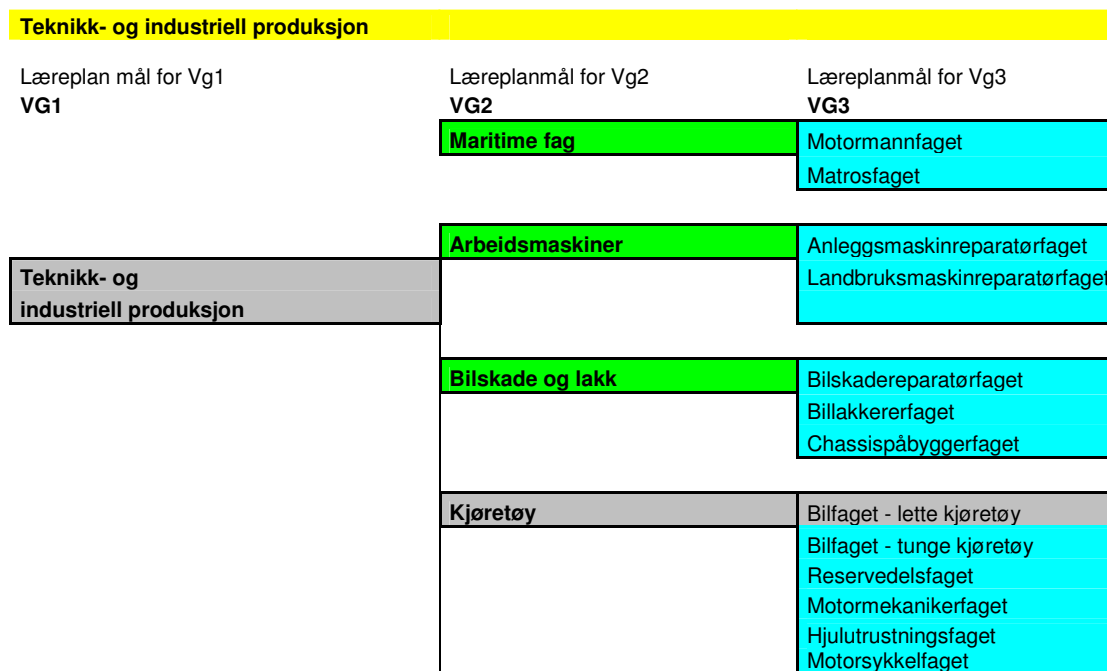 Teknikk- og industriell produksjon
Læreplan mål for Vg1 Læreplanmål for Vg2 Læreplanmål for Vg3
VG1 VG2 VG3
Maritime fag Motormannfaget
Matrosfaget
Arbeidsmaskiner Anleggsmaskinreparatørfaget
Teknikk- og Landbruksmaskinreparatørfaget
industriell produksjon
Bilskade og lakk Bilskadereparatørfaget
Billakkererfaget
Chassispåbyggerfaget
Kjøretøy Bilfaget - lette kjøretøy
Bilfaget - tunge kjøretøy
Reservedelsfaget
Motormekanikerfaget
Hjulutrustningsfaget
Motorsykkelfaget